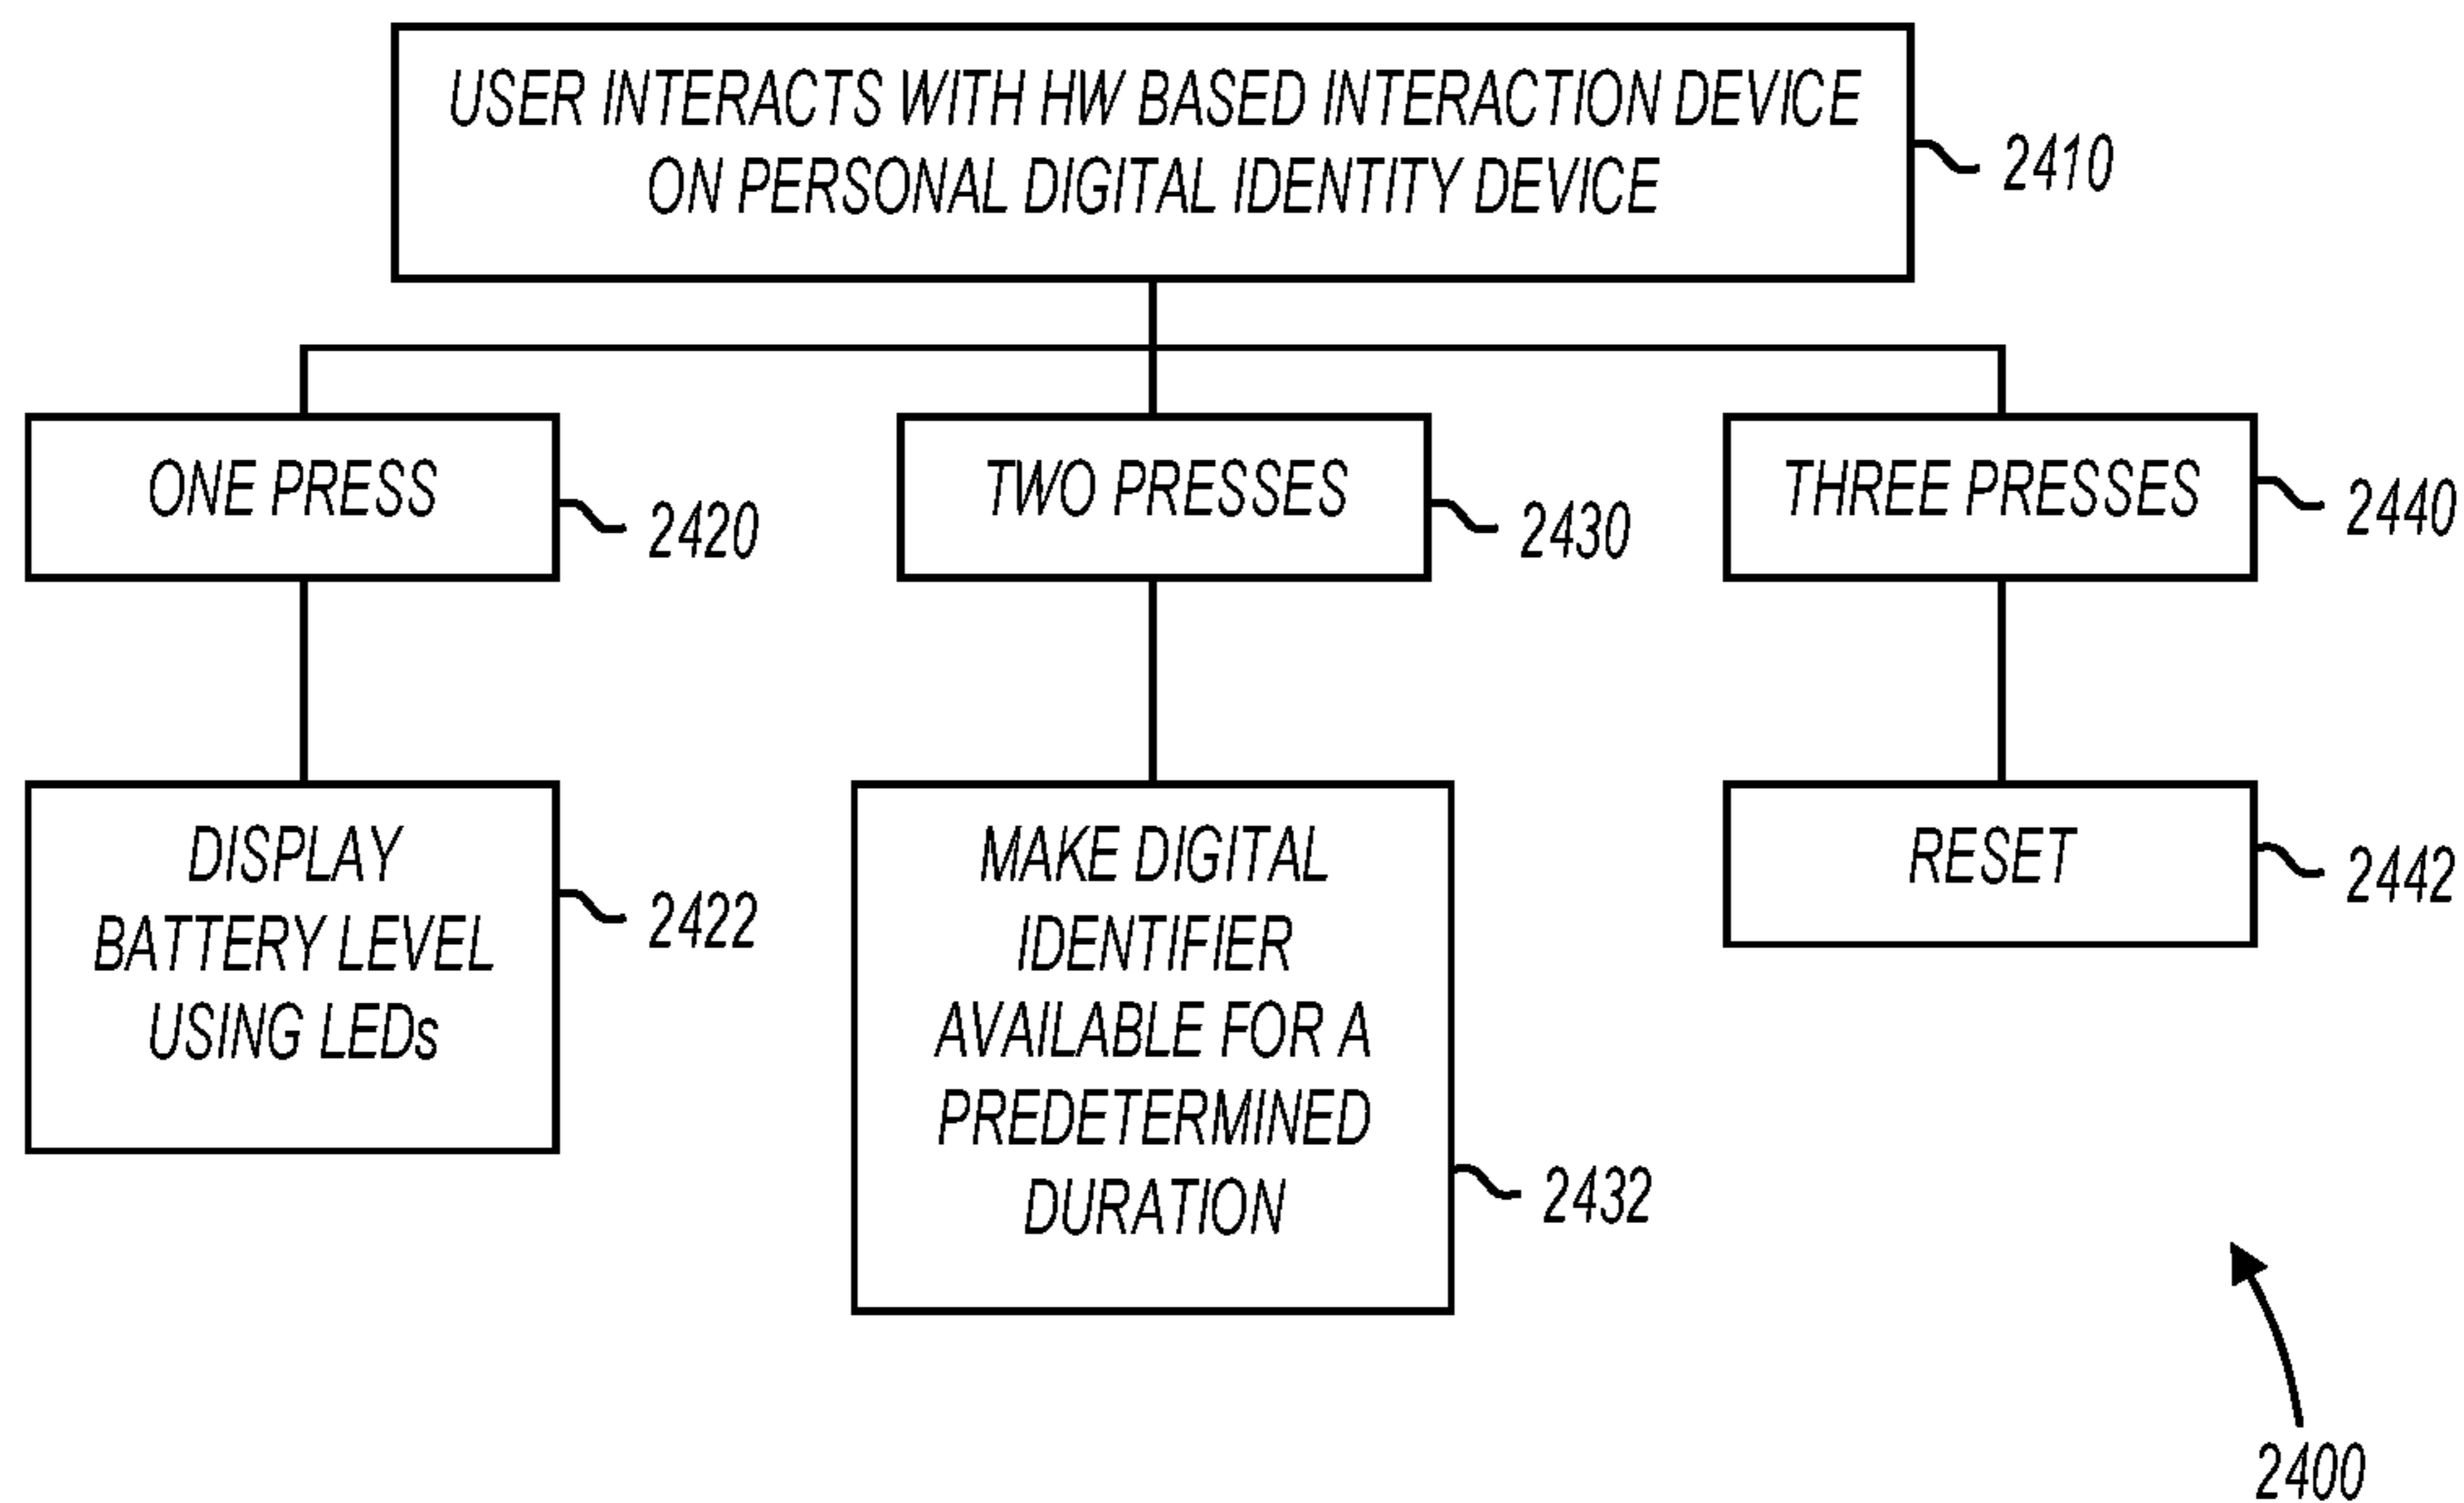 USER INTERACTS WITH HW BASED INTERACTION DEVICE
ON PERSONAL DIGITAL IDENTITY DEVICE
2410
ONE PRESS
2420
TWO PRESSES
2430
THREE PRESSES
2440
DISPLAY
BATTERY LEVEL
USING LEDs
2422
MAKE DIGITAL
IDENTIFIER
AVAILABLE FOR A
PREDETERMINED
DURATION
2432
RESET
2442
2400